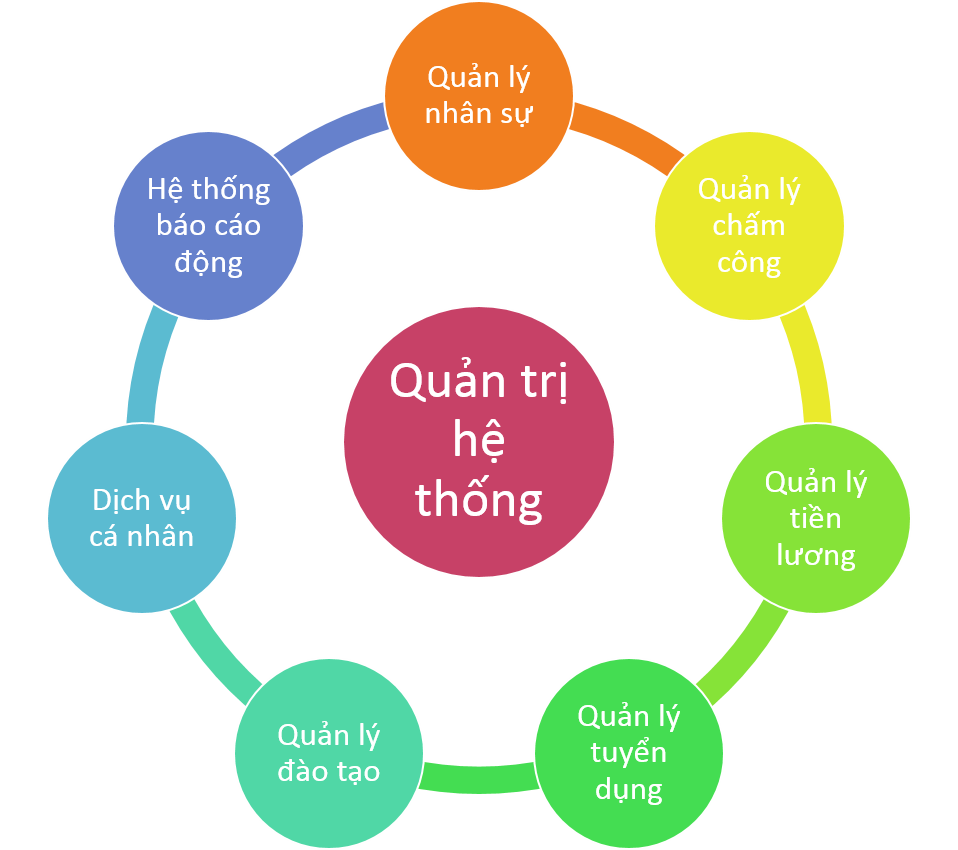 Quản lý
nhân sự
Quản lý
chấm
công
Quản lý
tiền
lương
Quản lý
tuyển
dụng
Quản lý
đào tạo
Dịch vụ
cá nhân
Hệ thống
báo cáo
động
Quản trị
hệ
thống